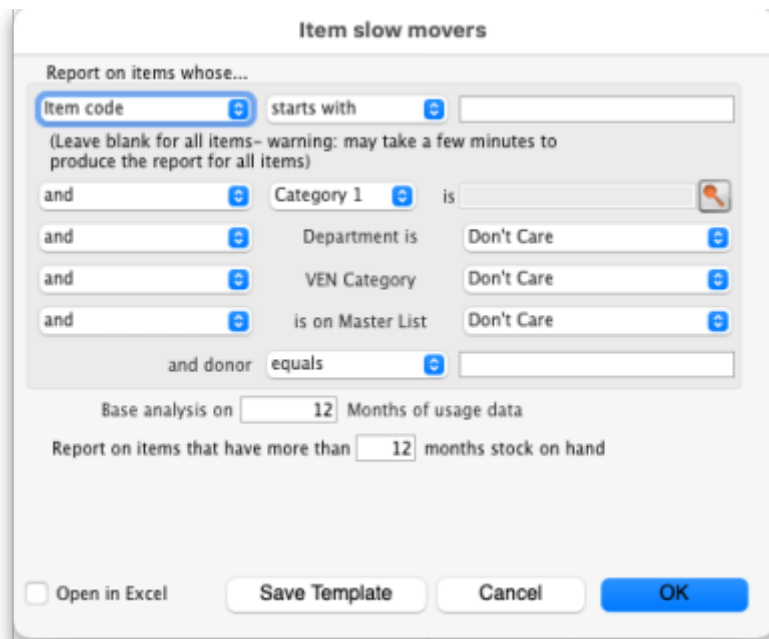 Item slow movers
Report on items whose...
Item code starts with
(Leave blank for all items– warning: may take a few minutes to
produce the report for all items)
and Category 1 is
and Department is Don't Care
and VEN Category Don't Care
and is on Master List Don't Care
and donor equals
Base analysis on 12 Months of usage data
Report on items that have more than 12 months stock on hand
Open in Excel Save Template Cancel OK